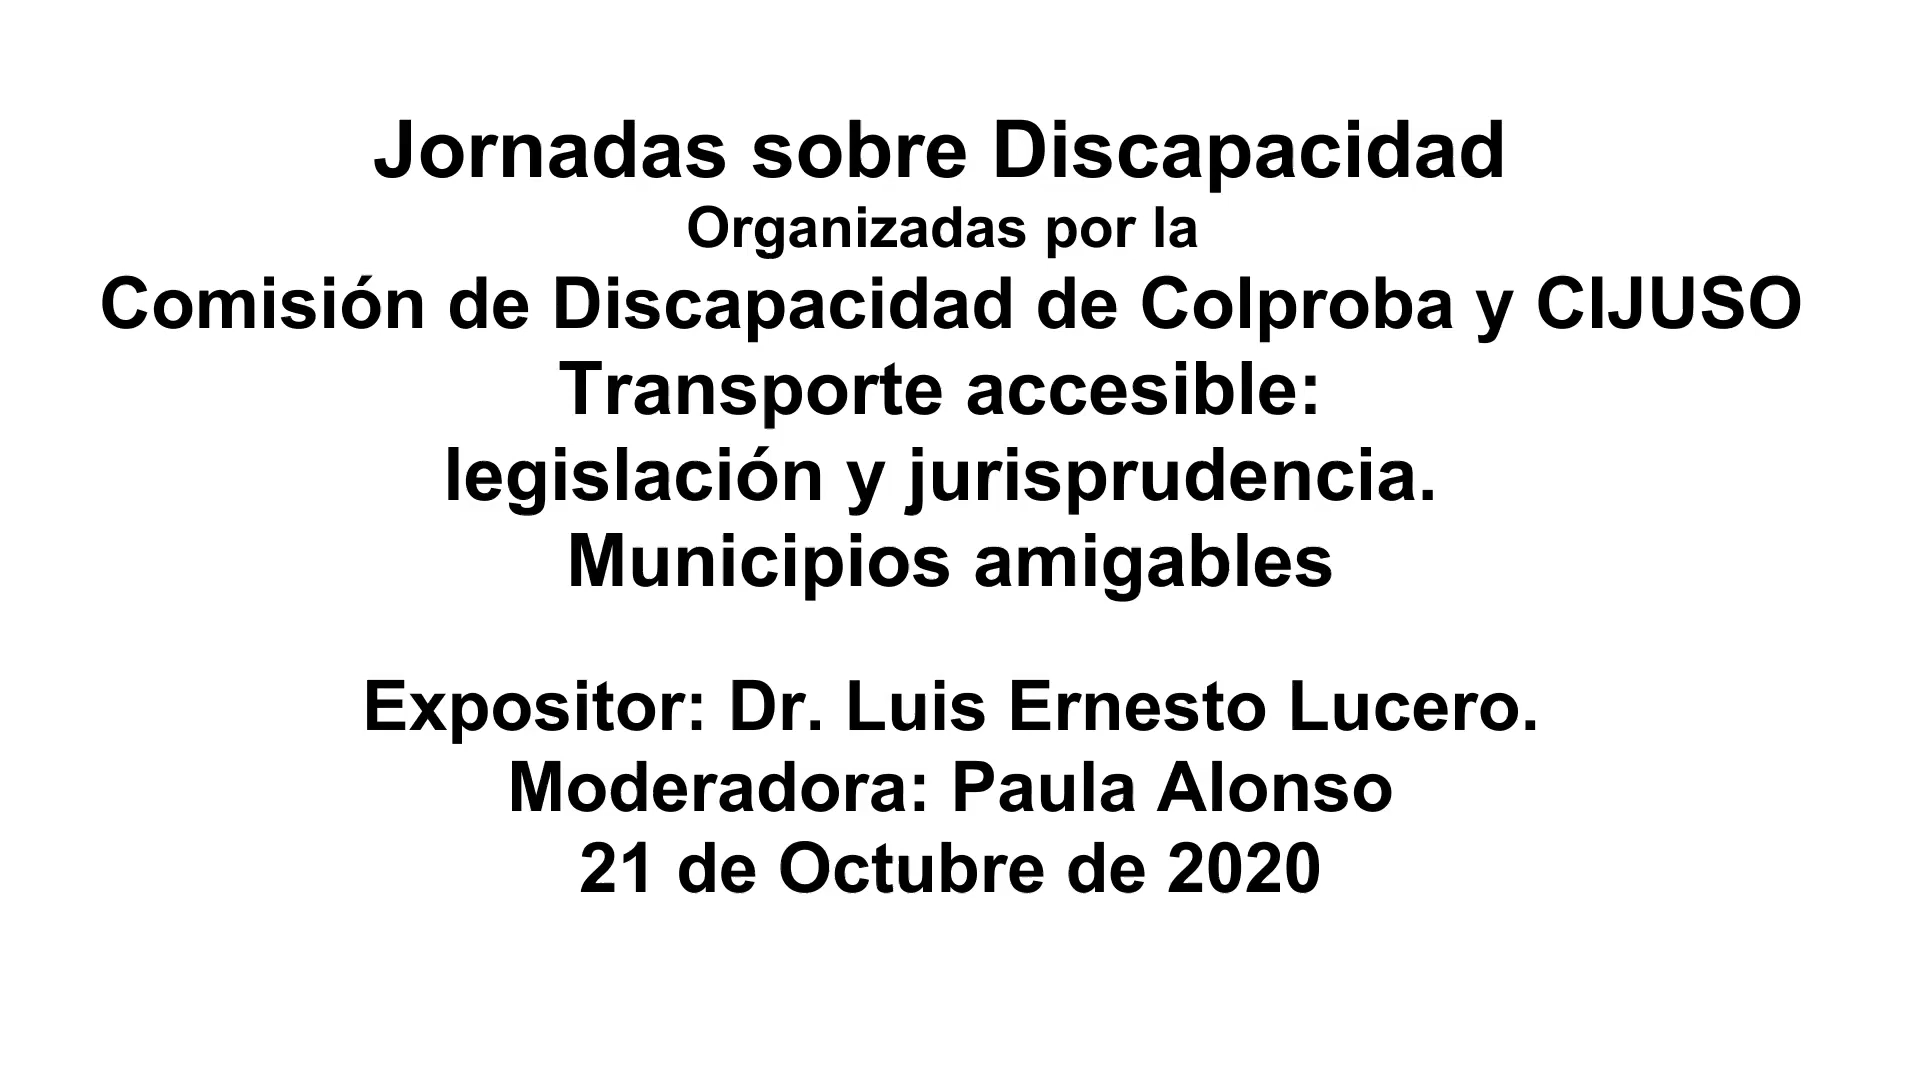 Jornadas sobre Discapacidad
Organizadas por la
Comisión de Discapacidad de Colproba y CIJUSO
Transporte accesible:
legislación y jurisprudencia.
Municipios amigables
Expositor: Dr. Luis Ernesto Lucero.
Moderadora: Paula Alonso
21 de Octubre de 2020